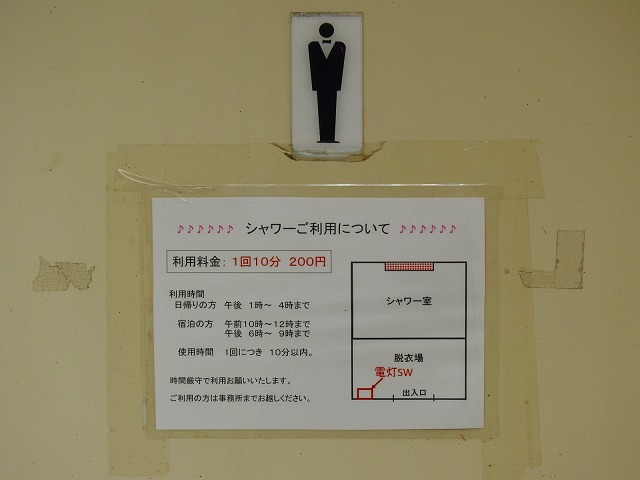 ♪♪♪♪♪♪ シャワーご利用について ♪♪♪♪♪♪
利用料金: 1回10分 200円
利用時間
日帰りの方 午後 1時～ 4時まで
宿泊の方 午前10時～12時まで
午後 6時～ 9時まで
使用時間 1回につき 10分以内。
時間厳守で利用お願いいたします。
ご利用の方は事務所までお越しください。
シャワー室
脱衣場
電灯SW
出入口